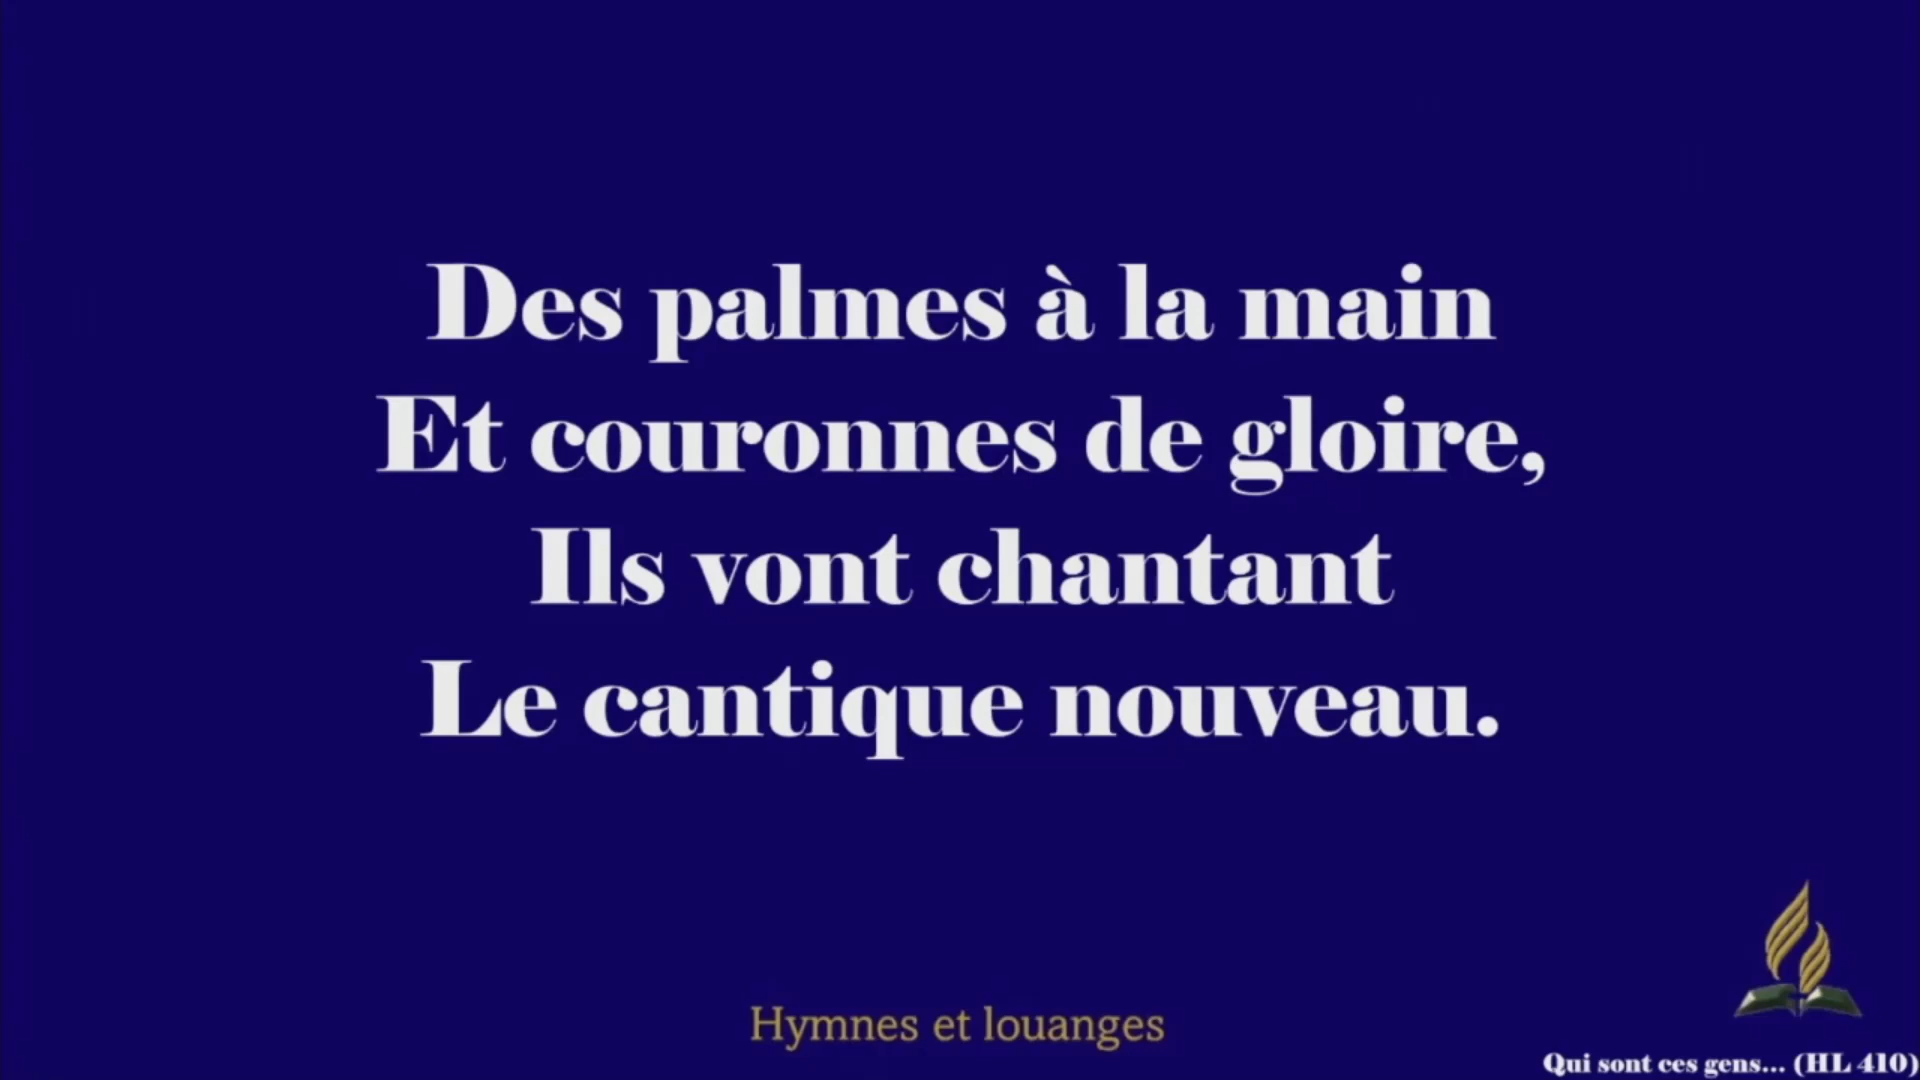 Des palmes à la main
Et couronnes de gloire,
Ils vont chantant
Le cantique nouveau.
Hymnes et louanges
Qui sont ces gens... (HL 410)